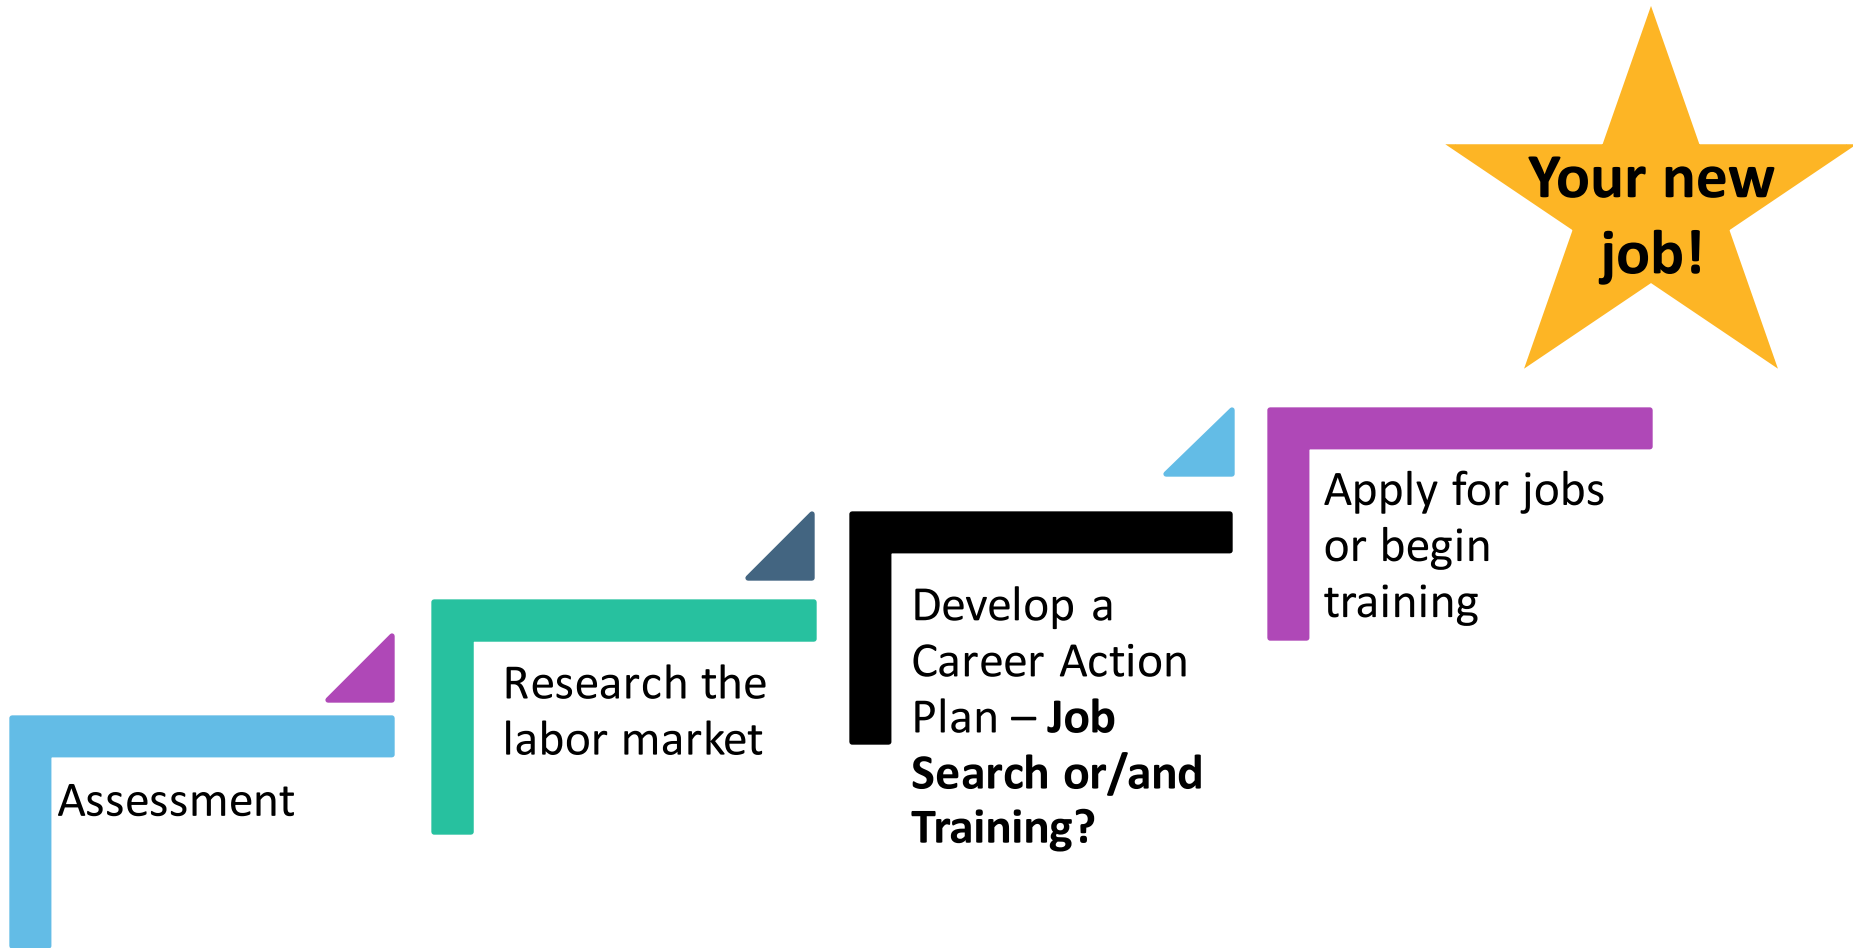 Assessment
Research the
labor market
Develop a
Career Action
Plan – Job
Search or/and
Training?
Apply for jobs
or begin
training
Your new
job!